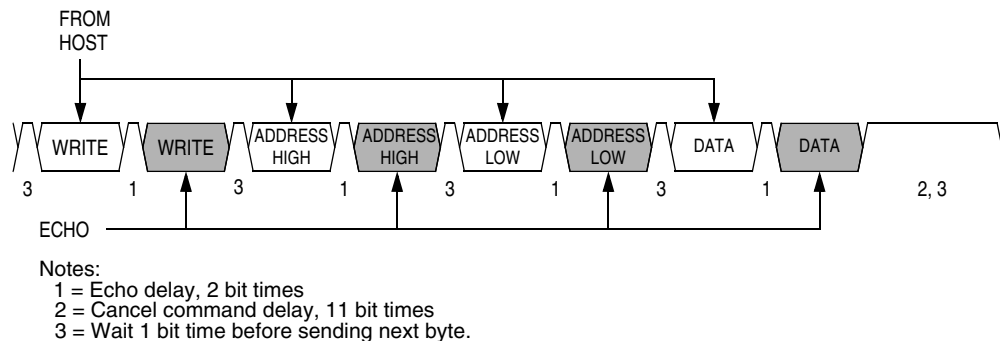 FROM
HOST
WRITE WRITE ADDRESS HIGH ADDRESS HIGH ADDRESS LOW ADDRESS LOW DATA DATA
3 1 3 1 3 1 3 1 2, 3
ECHO
Notes:
1 = Echo delay, 2 bit times
2 = Cancel command delay, 11 bit times
3 = Wait 1 bit time before sending next byte.